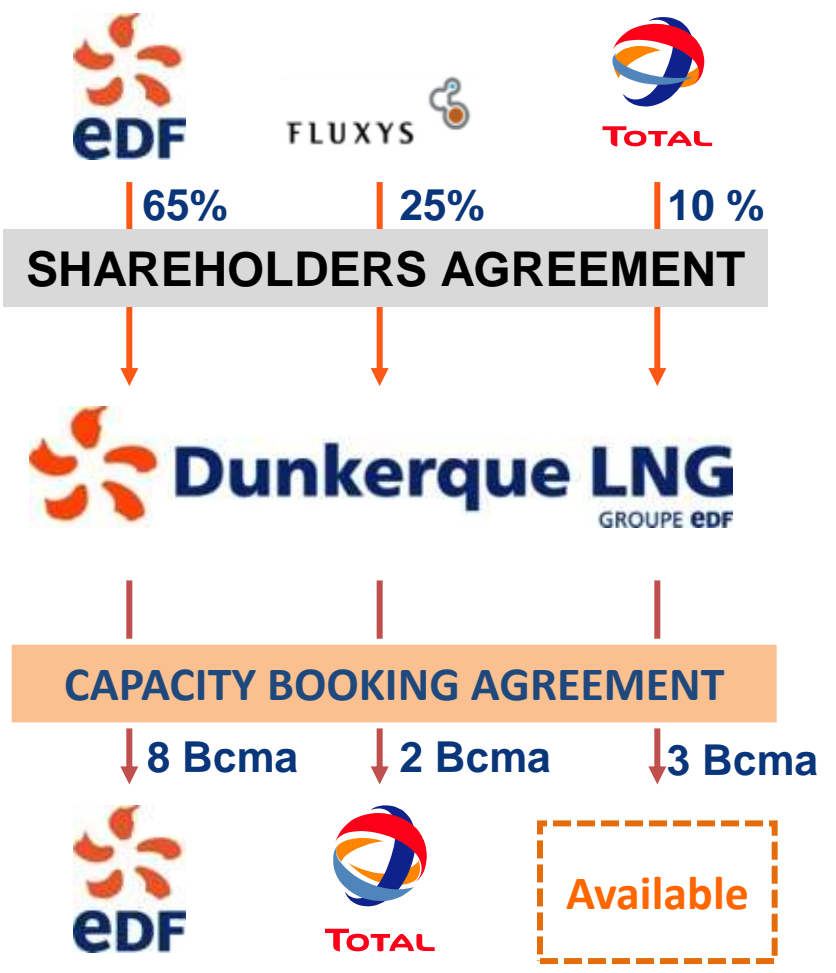 eDF FLUXYS TOTAL
65% 25% 10 %
SHAREHOLDERS AGREEMENT
Dunkerque LNG
GROUPE eDF
CAPACITY BOOKING AGREEMENT
8 Bcma 2 Bcma 3 Bcma
eDF TOTAL Available